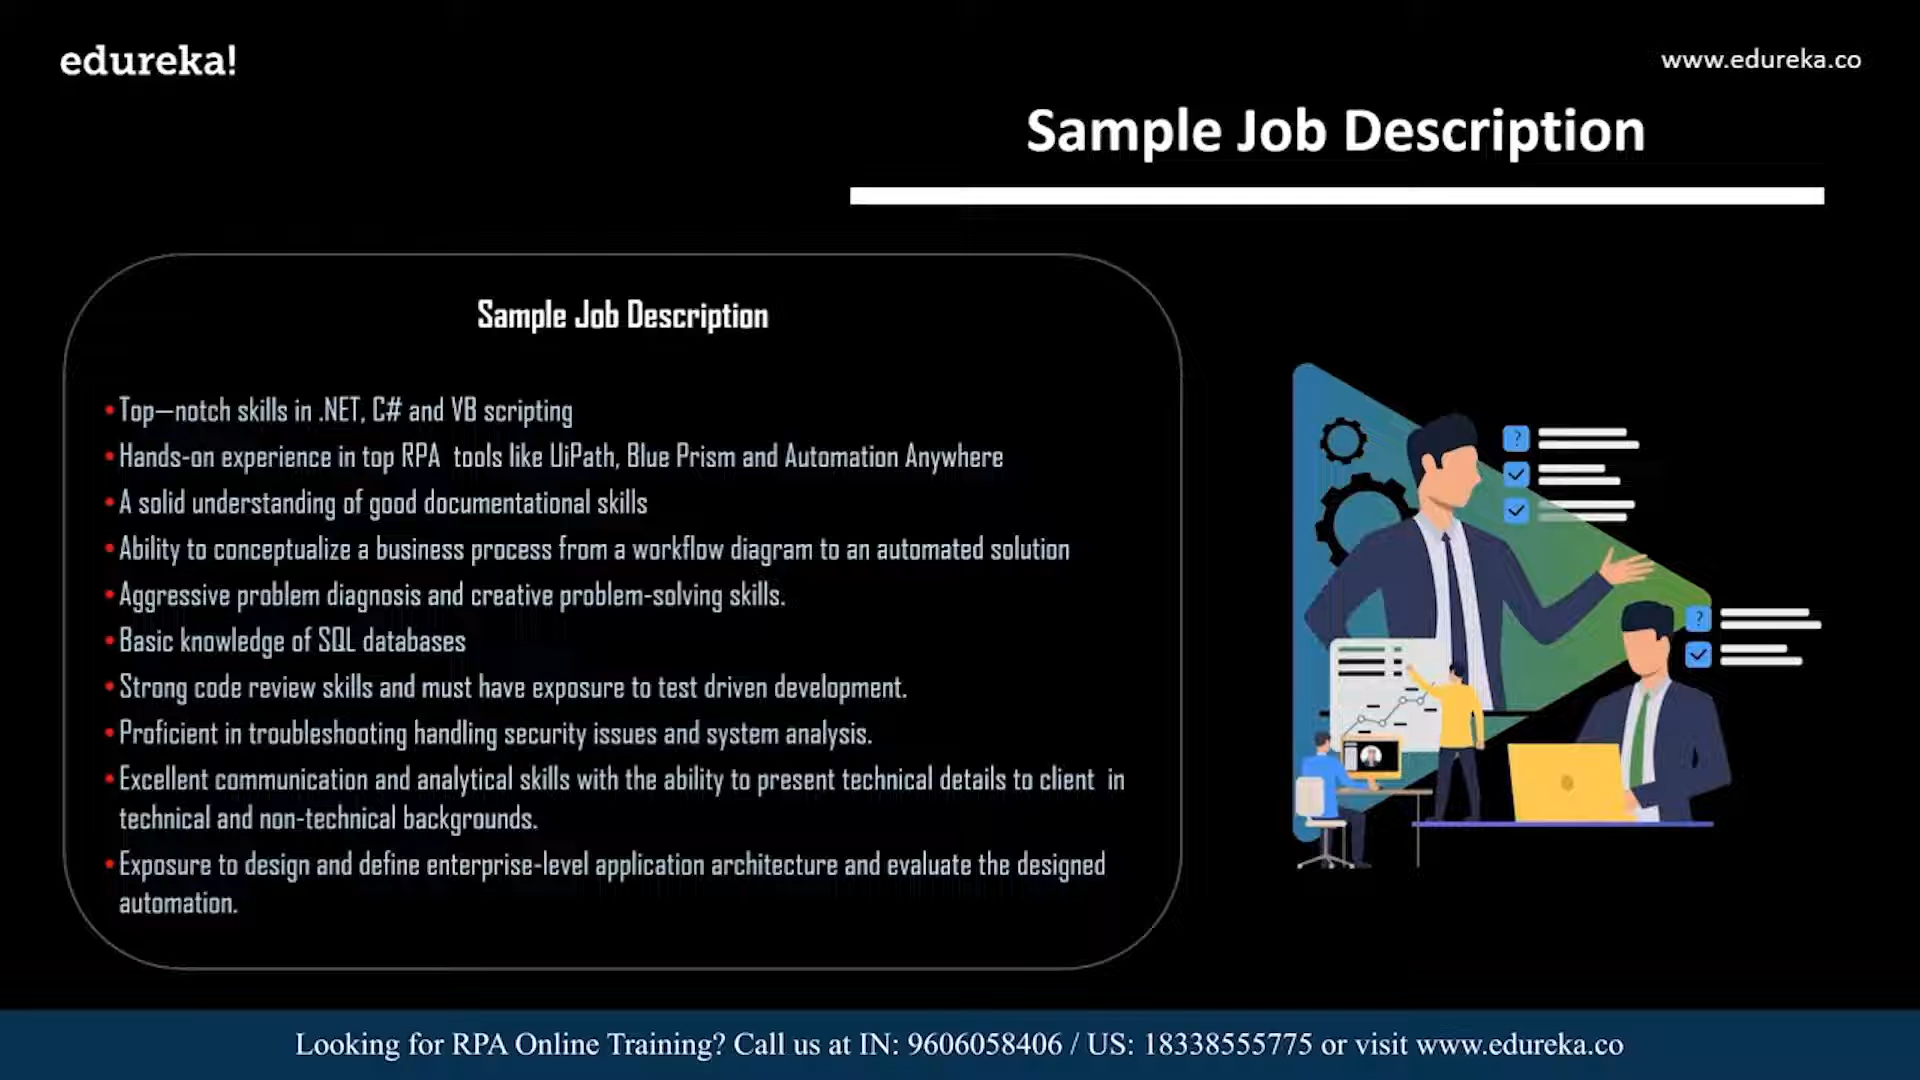 edureka!
www.edureka.co
Sample Job Description
Sample Job Description
•Top—notch skills in .NET, C# and VB scripting
•Hands-on experience in top RPA  tools like UiPath, Blue Prism and Automation Anywhere
•A solid understanding of good documentational skills
•Ability to conceptualize a business process from a workflow diagram to an automated solution
•Aggressive problem diagnosis and creative problem-solving skills.
•Basic knowledge of SQL databases
•Strong code review skills and must have exposure to test driven development.
•Proficient in troubleshooting handling security issues and system analysis.
•Excellent communication and analytical skills with the ability to present technical details to client  in
technical and non-technical backgrounds.
•Exposure to design and define enterprise-level application architecture and evaluate the designed
automation.
?
?
Looking for RPA Online Training? Call us at IN: 9606058406 / US: 18338555775 or visit www.edureka.co